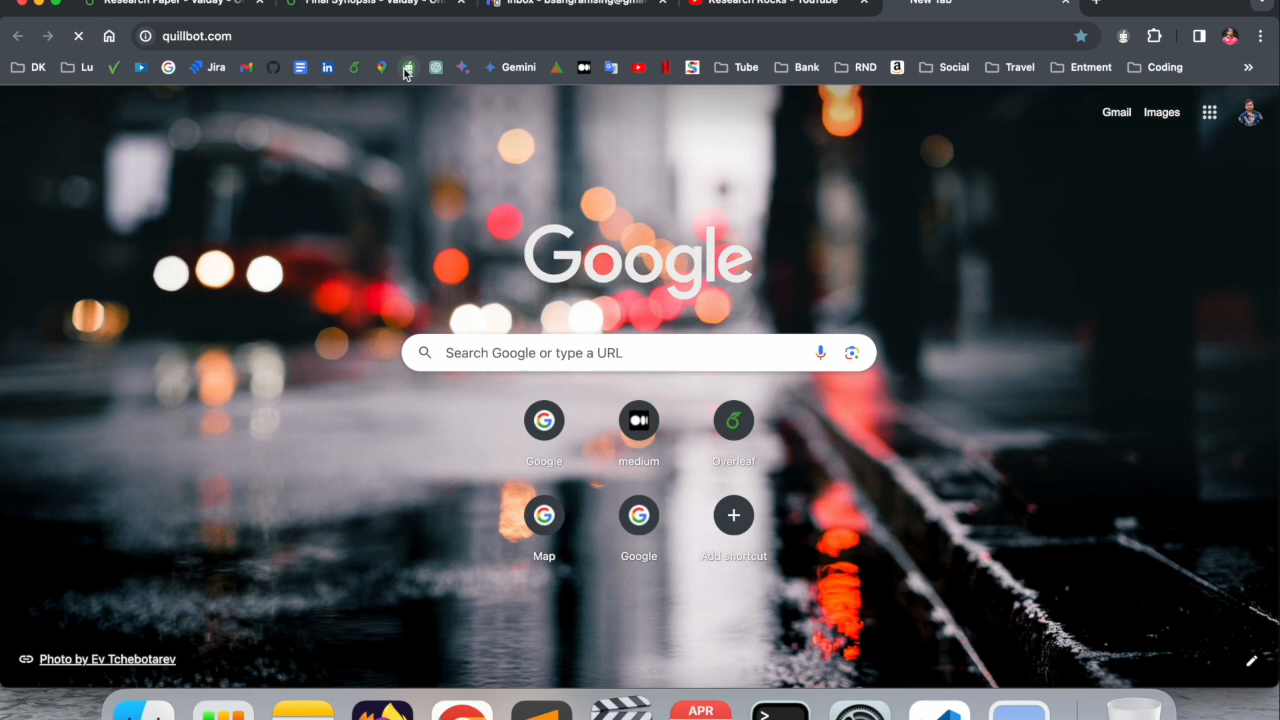 Research Paper - Valday - O
Final Synopsis - Valday - Onl
Inbox - bsangramsing@gmai
Research Rocks - YouTube
New Tab
quillbot.com
DK
Lu
Jira
Gemini
Tube
Bank
RND
Social
Travel
Entment
Coding
Gmail
Images
Google
Search Google or type a URL
Google
medium
Overleaf
Map
Google
Add shortcut
Photo by Ev Tchebotarev
APR